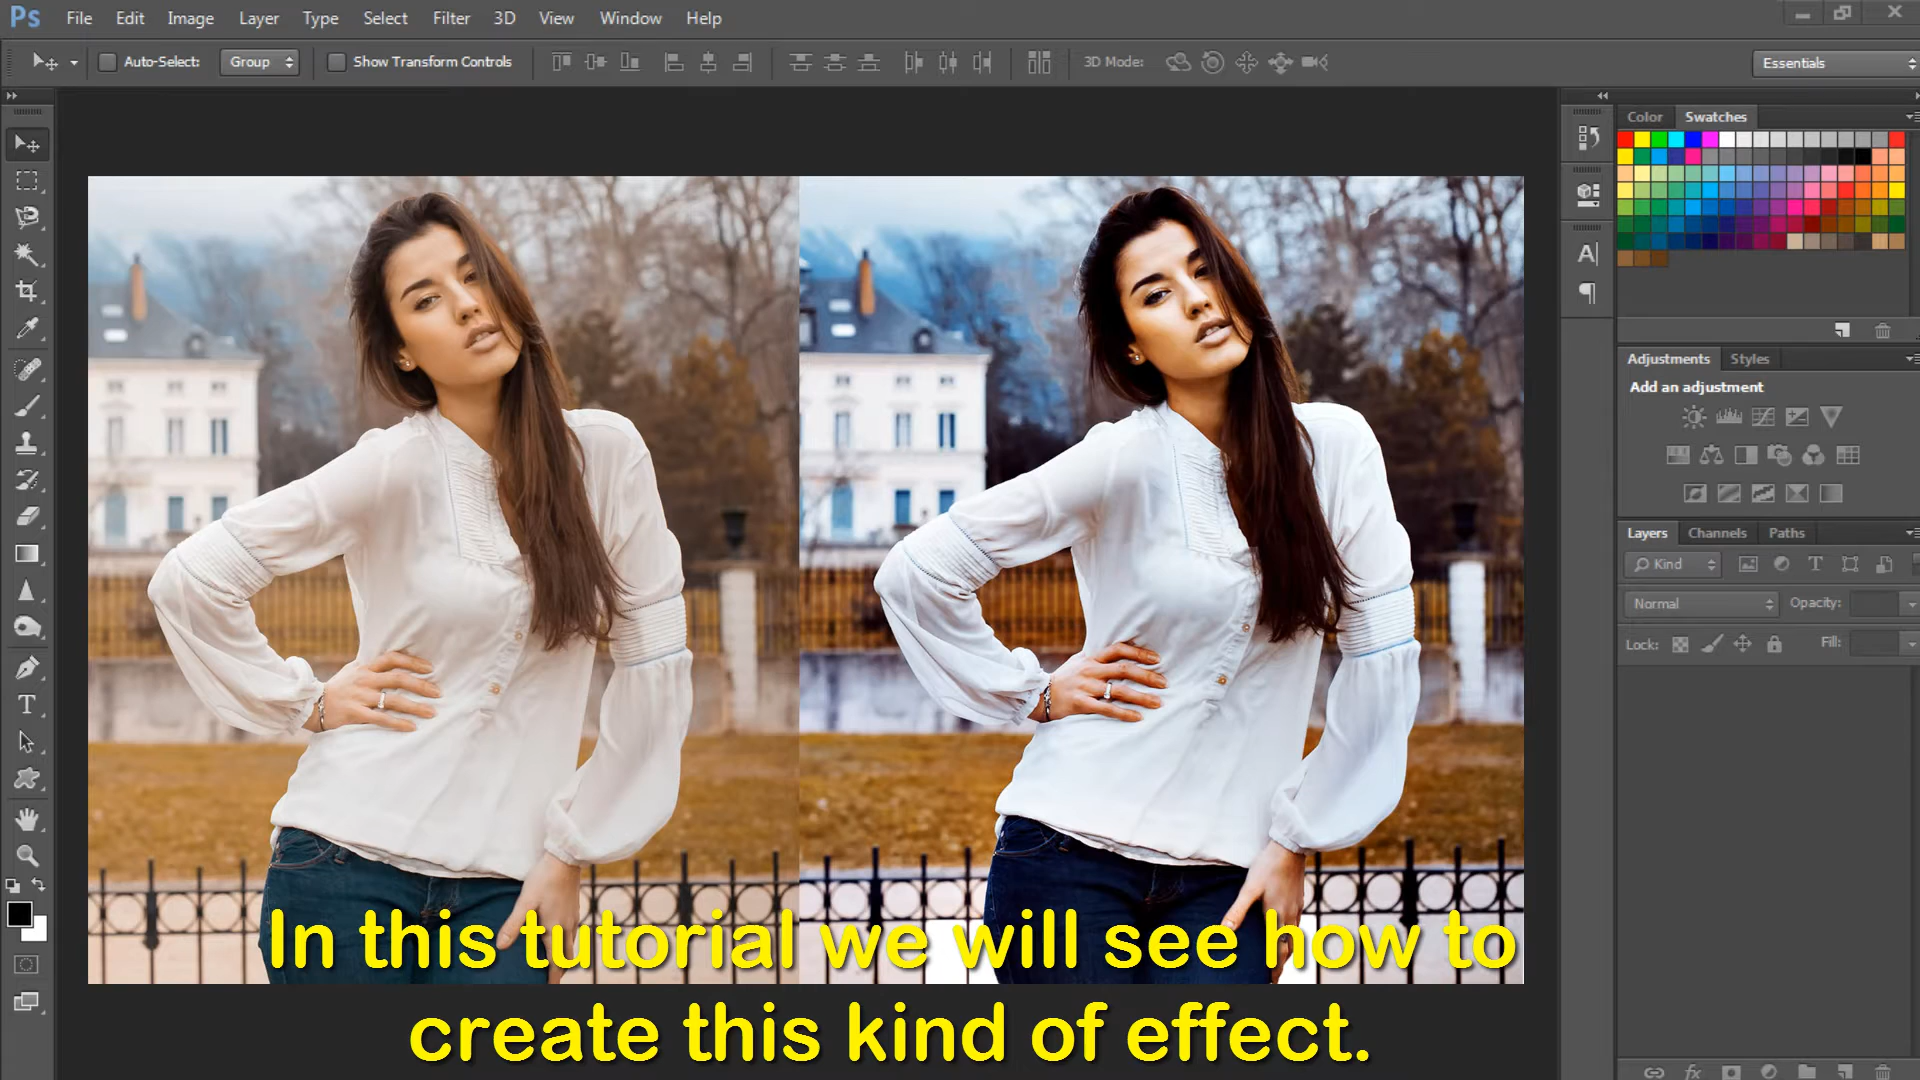 Ps File Edit Image Layer Type Select Filter 3D View Window Help
Auto-Select: Group Show Transform Controls 3D Mode: Essentials
Color Swatches
Adjustments Styles
Add an adjustment
Layers Channels Paths
Kind
Normal Opacity:
Lock: Fill:
In this tutorial we will see how to
create this kind of effect.